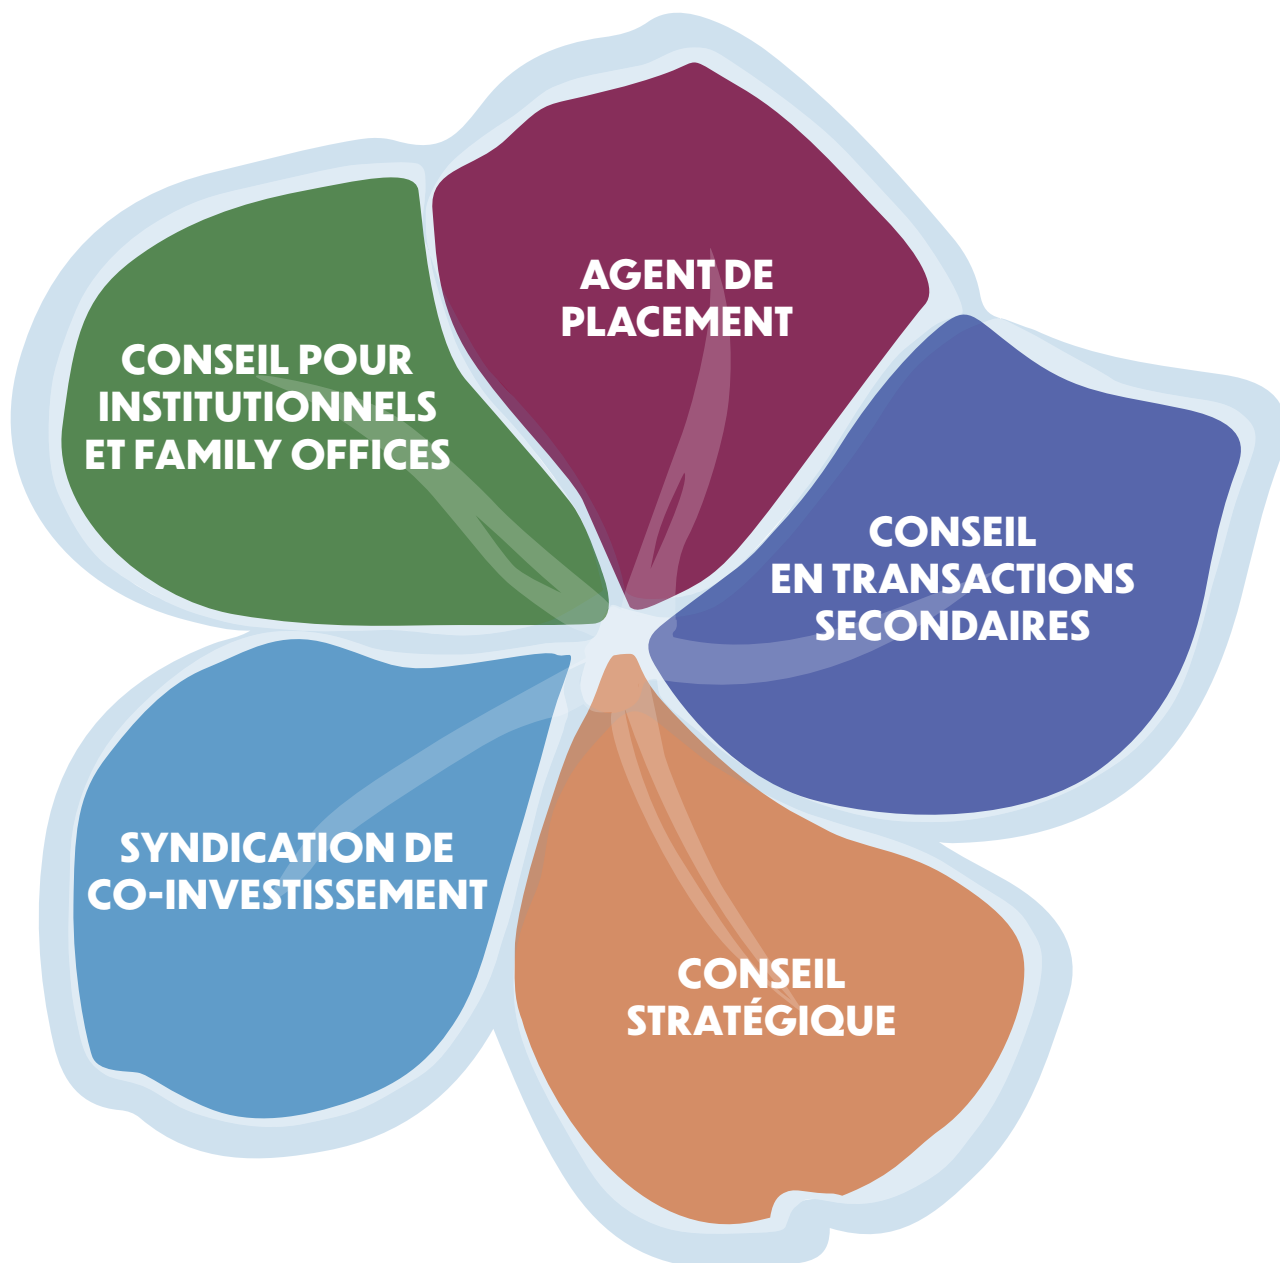 AGENT DE
PLACEMENT
CONSEIL POUR
INSTITUTIONNELS
ET FAMILY OFFICES
CONSEIL
EN TRANSACTIONS
SECONDAIRES
SYNDICATION DE
CO-INVESTISSEMENT
CONSEIL
STRATÉGIQUE